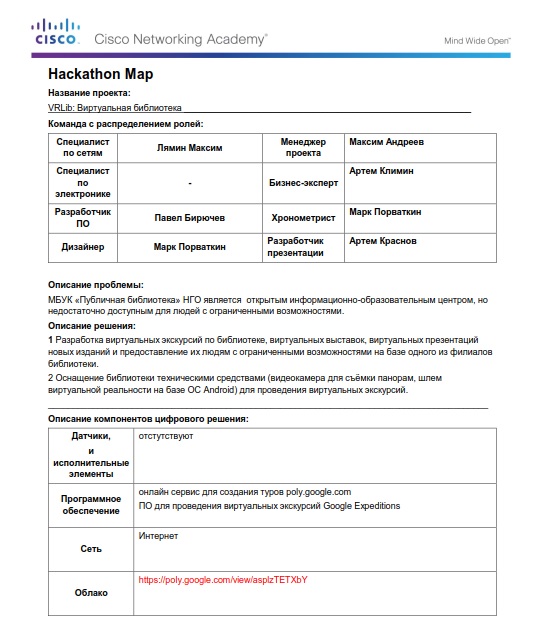 CISCO Cisco Networking Academy® Mind Wide Open™
Hackathon Map
Название проекта:
VRLib: Виртуальная библиотека
Команда с распределением ролей:
Специалист по сетям
Лямин Максим
Менеджер проекта
Максим Андреев
Специалист по электронике
-
Бизнес-эксперт
Артем Климин
Разработчик ПО
Павел Бирючев
Хронометрист
Марк Порваткин
Дизайнер
Марк Порваткин
Разработчик презентации
Артем Краснов
Описание проблемы:
МБУК «Публичная библиотека» НГО является открытым информационно-образовательным центром, но
недостаточно доступным для людей с ограниченными возможностями.
Описание решения:
1 Разработка виртуальных экскурсий по библиотеке, виртуальных выставок, виртуальных презентаций
новых изданий и предоставление их людям с ограниченными возможностями на базе одного из филиалов
библиотеки.
2 Оснащение библиотеки техническими средствами (видеокамера для съёмки панорам, шлем
виртуальной реальности на базе ОС Android) для проведения виртуальных экскурсий.
Описание компонентов цифрового решения:
Датчики,
и
исполнительные
элементы
отстутствуют
Программное
обеспечение
онлайн сервис для создания туров poly.google.com
ПО для проведения виртуальных экскурсий Google Expeditions
Сеть
Интернет
Облако
https://poly.google.com/view/asplzTETXbY